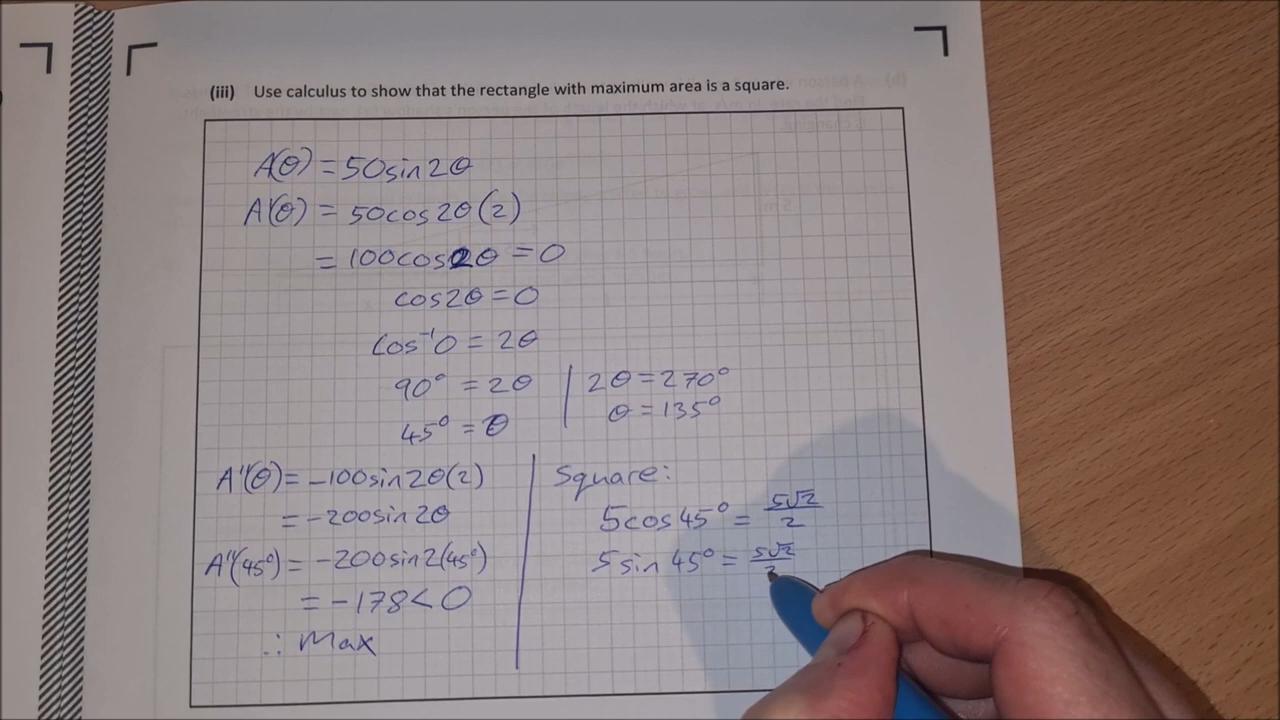 (iii) Use calculus to show that the rectangle with maximum area is a square.
A(θ) = 50sin2θ
A'(θ) = 50cos2θ(2)
= 100cos2θ = 0
cos2θ = 0
cos⁻¹0 = 2θ
90° = 2θ
45° = θ
2θ = 270°
θ = 135°
A''(θ) = -100sin2θ(2)
= -200sin2θ
A''(45°) = -200sin2(45°)
= -178 < 0
∴ Max
Square:
5cos45° = 5√2/2
5sin45° = 5√2/2